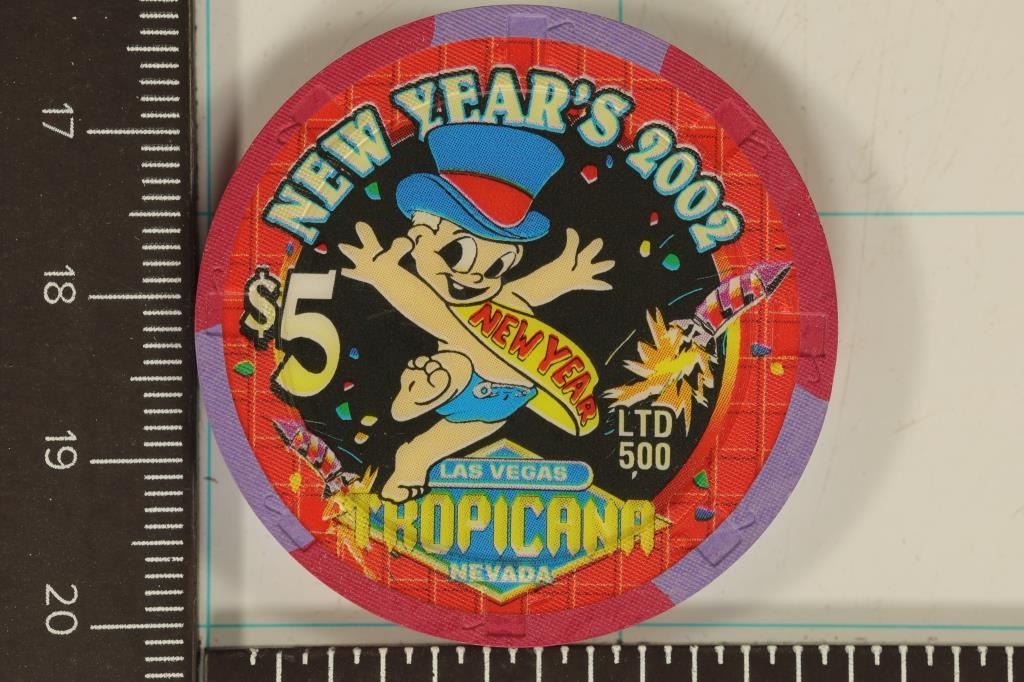 NEW YEAR'S 2002
$5
NEW YEAR
LTD
500
LAS VEGAS
TROPICANA
NEVADA
17
18
19
20